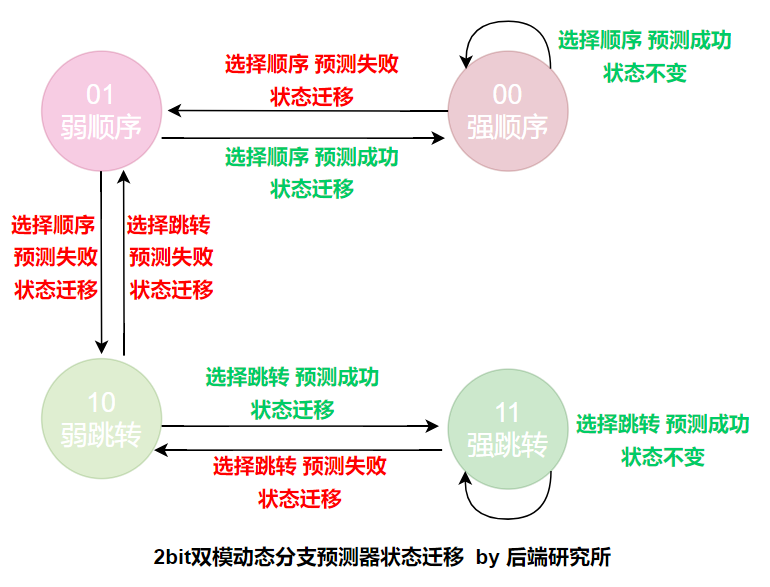 选择顺序 预测成功
状态不变
选择顺序 预测失败
状态迁移
01
弱顺序
00
强顺序
选择顺序 预测成功
状态迁移
选择顺序
预测失败
状态迁移
选择跳转
预测失败
状态迁移
选择跳转 预测成功
状态迁移
10
弱跳转
11
强跳转
选择跳转 预测成功
状态不变
选择跳转 预测失败
状态迁移
2bit双模动态分支预测器状态迁移 by 后端研究所